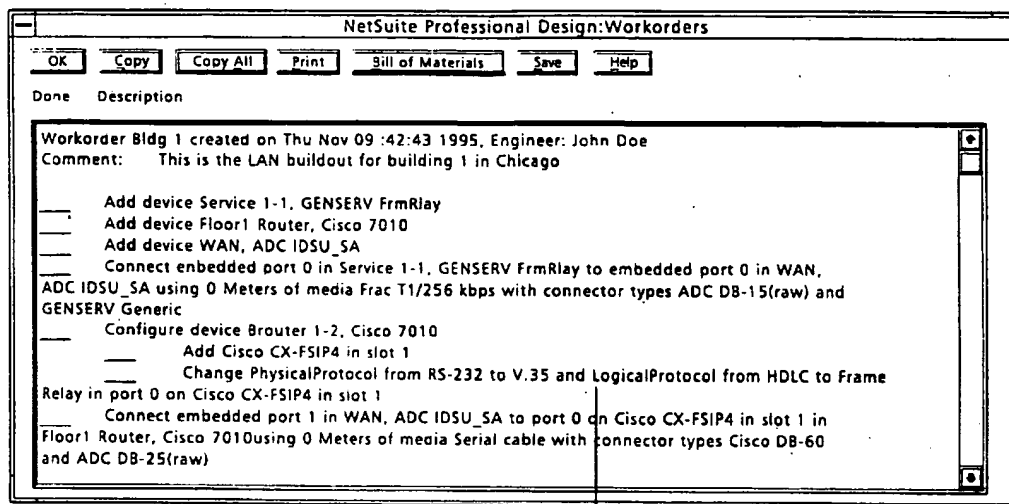 NetSuite Professional Design:Workorders
OK Copy Copy All Print Bill of Materials Save Help
Done Description
Workorder Bldg 1 created on Thu Nov 09 :42:43 1995, Engineer: John Doe
Comment: This is the LAN buildout for building 1 in Chicago
Add device Service 1-1, GENSERV FrmRlay
Add device Floor1 Router, Cisco 7010
Add device WAN, ADC IDSU_SA
Connect enbedded port 0 in Service 1-1, GENSERV FrmRlay to embedded port 0 in WAN,
ADC IDSU_SA using 0 Meters of media Frac T1/256 kbps with connector types ADC DB-15(raw) and
GENSERV Generic
Configure device Brouter 1-2, Cisco 7010
Add Cisco CX-FSIP4 in slot 1
Change PhysicalProtocol from RS-232 to V.35 and LogicalProtocol from HDLC to Frame
Relay in port 0 on Cisco CX-FSIP4 in slot 1
Connect embedded port 1 in WAN, ADC IDSU_SA to port 0 on Cisco CX-FSIP4 in slot 1 in
Floor1 Router, Cisco 7010using 0 Meters of media Serial cable with connector types Cisco DB-60
and ADC DB-25(raw)